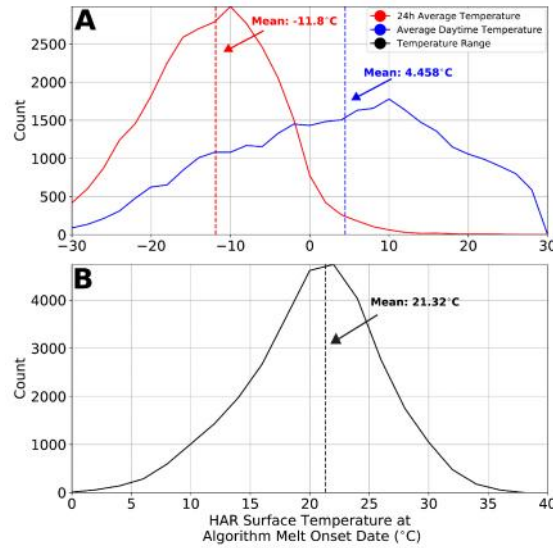 A
24h Average Temperature
Average Daytime Temperature
Temperature Range
Mean: -11.8°C
Mean: 4.458°C
Count
2500
2000
1500
1000
500
0
−30
−20
−10
0
10
20
30
B
Mean: 21.32°C
Count
4000
3000
2000
1000
0
0
5
10
15
20
25
30
35
40
HAR Surface Temperature at
Algorithm Melt Onset Date (°C)